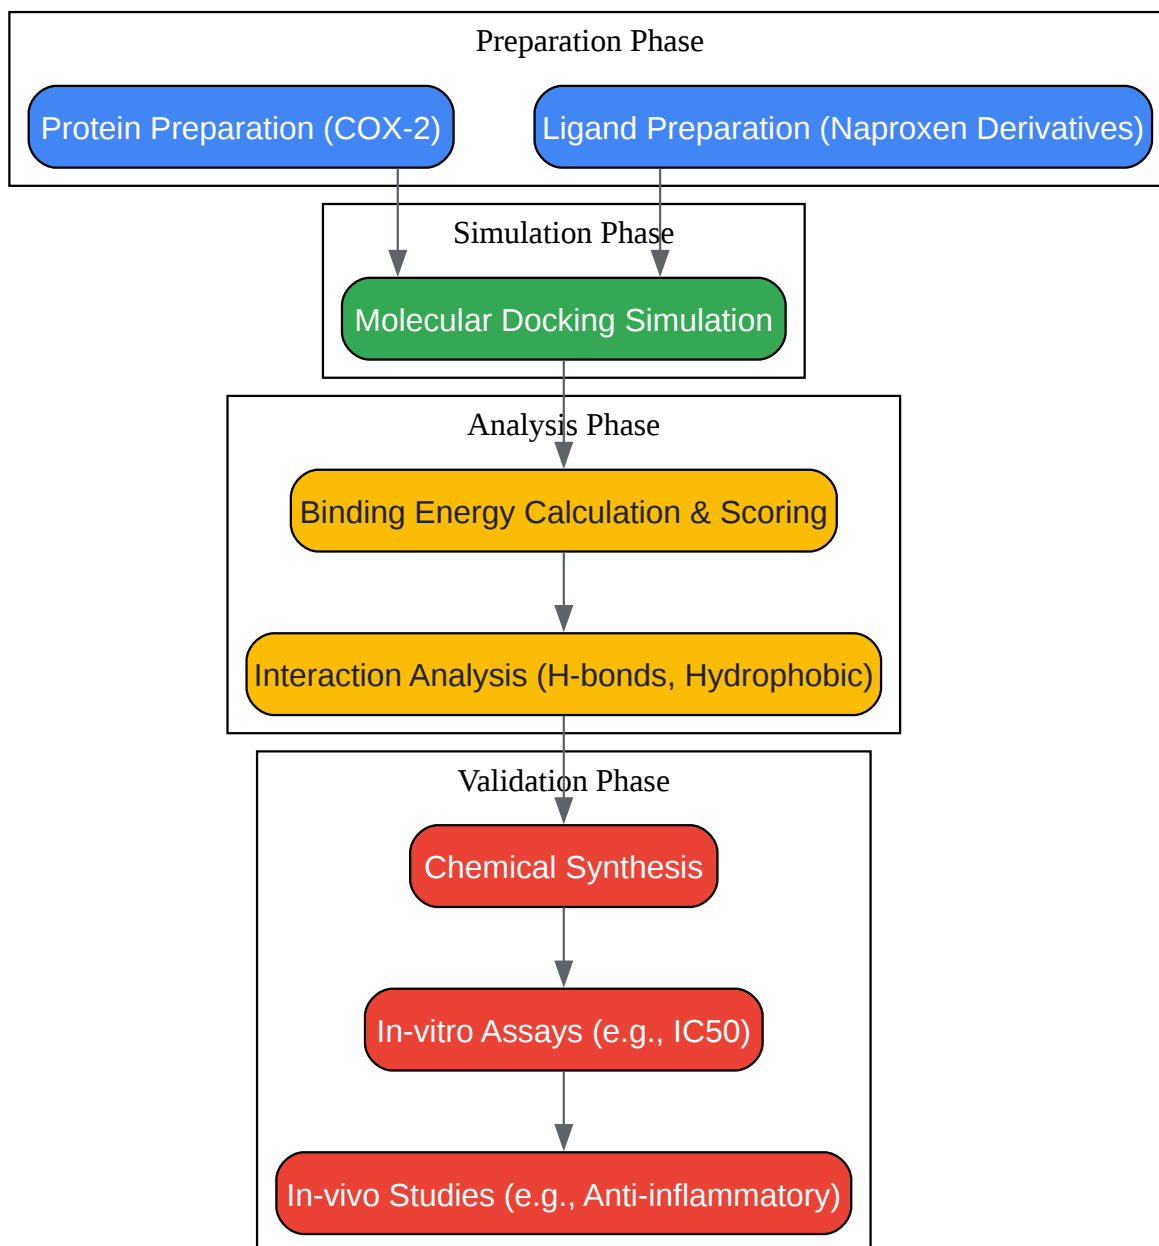 Preparation Phase
Protein Preparation (COX-2)
Ligand Preparation (Naproxen Derivatives)
Simulation Phase
Molecular Docking Simulation
Analysis Phase
Binding Energy Calculation & Scoring
Interaction Analysis (H-bonds, Hydrophobic)
Validation Phase
Chemical Synthesis
In-vitro Assays (e.g., IC50)
In-vivo Studies (e.g., Anti-inflammatory)